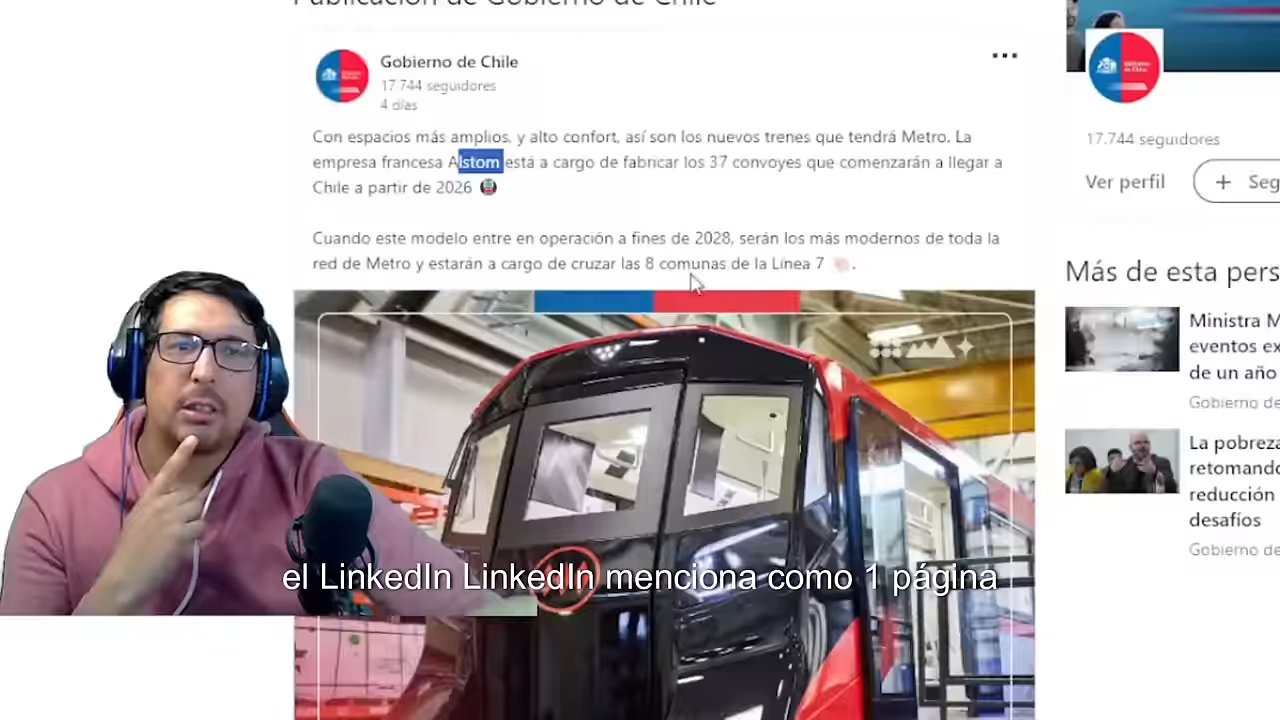 Publicación de Gobierno de Chile
Gobierno de Chile
17.744 seguidores
4 días
Con espacios más amplios, y alto confort, así son los nuevos trenes que tendrá Metro. La
empresa francesa Alstom está a cargo de fabricar los 37 convoyes que comenzarán a llegar a
Chile a partir de 2026
Cuando este modelo entre en operación a fines de 2028, serán los más modernos de toda la
red de Metro y estarán a cargo de cruzar las 8 comunas de la Línea 7
el LinkedIn LinkedIn menciona como 1 página
17.744 seguidores
Ver perfil
+ Seg
Más de esta pers
Ministra M
eventos ex
de un año
Gobierno de
La pobreza
retomando
reducción
desafíos
Gobierno de